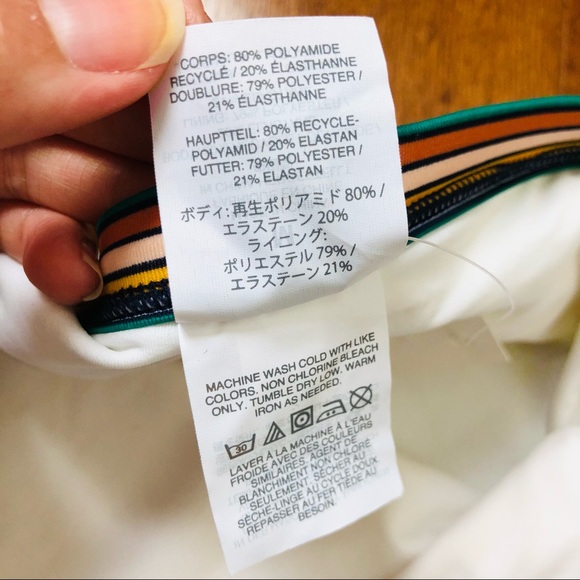 CORPS: 80% POLYAMIDE
RECYCLÉ / 20% ÉLASTHANNE
DOUBLURE: 79% POLYESTER /
21% ÉLASTHANNE
HAUPTTEIL: 80% RECYCLE-
POLYAMID / 20% ELASTAN
FUTTER: 79% POLYESTER /
21% ELASTAN
ボディ: 再生ポリアミド 80% /
エラステーン 20%
ライニング:
ポリエステル 79% /
エラステーン 21%
MACHINE WASH COLD WITH LIKE
COLORS. NON CHLORINE BLEACH
ONLY. TUMBLE DRY LOW. WARM
IRON AS NEEDED.
30
LAVER À LA MACHINE À L'EAU
FROIDE AVEC DES COULEURS
SIMILAIRES. AGENT DE
BLANCHIMENT NON CHLORÉ
SEULEMENT. SÉCHER AU
SÈCHE-LINGE AU CYCLE DOUX.
REPASSER AU FER TIÈDE AU
BESOIN.